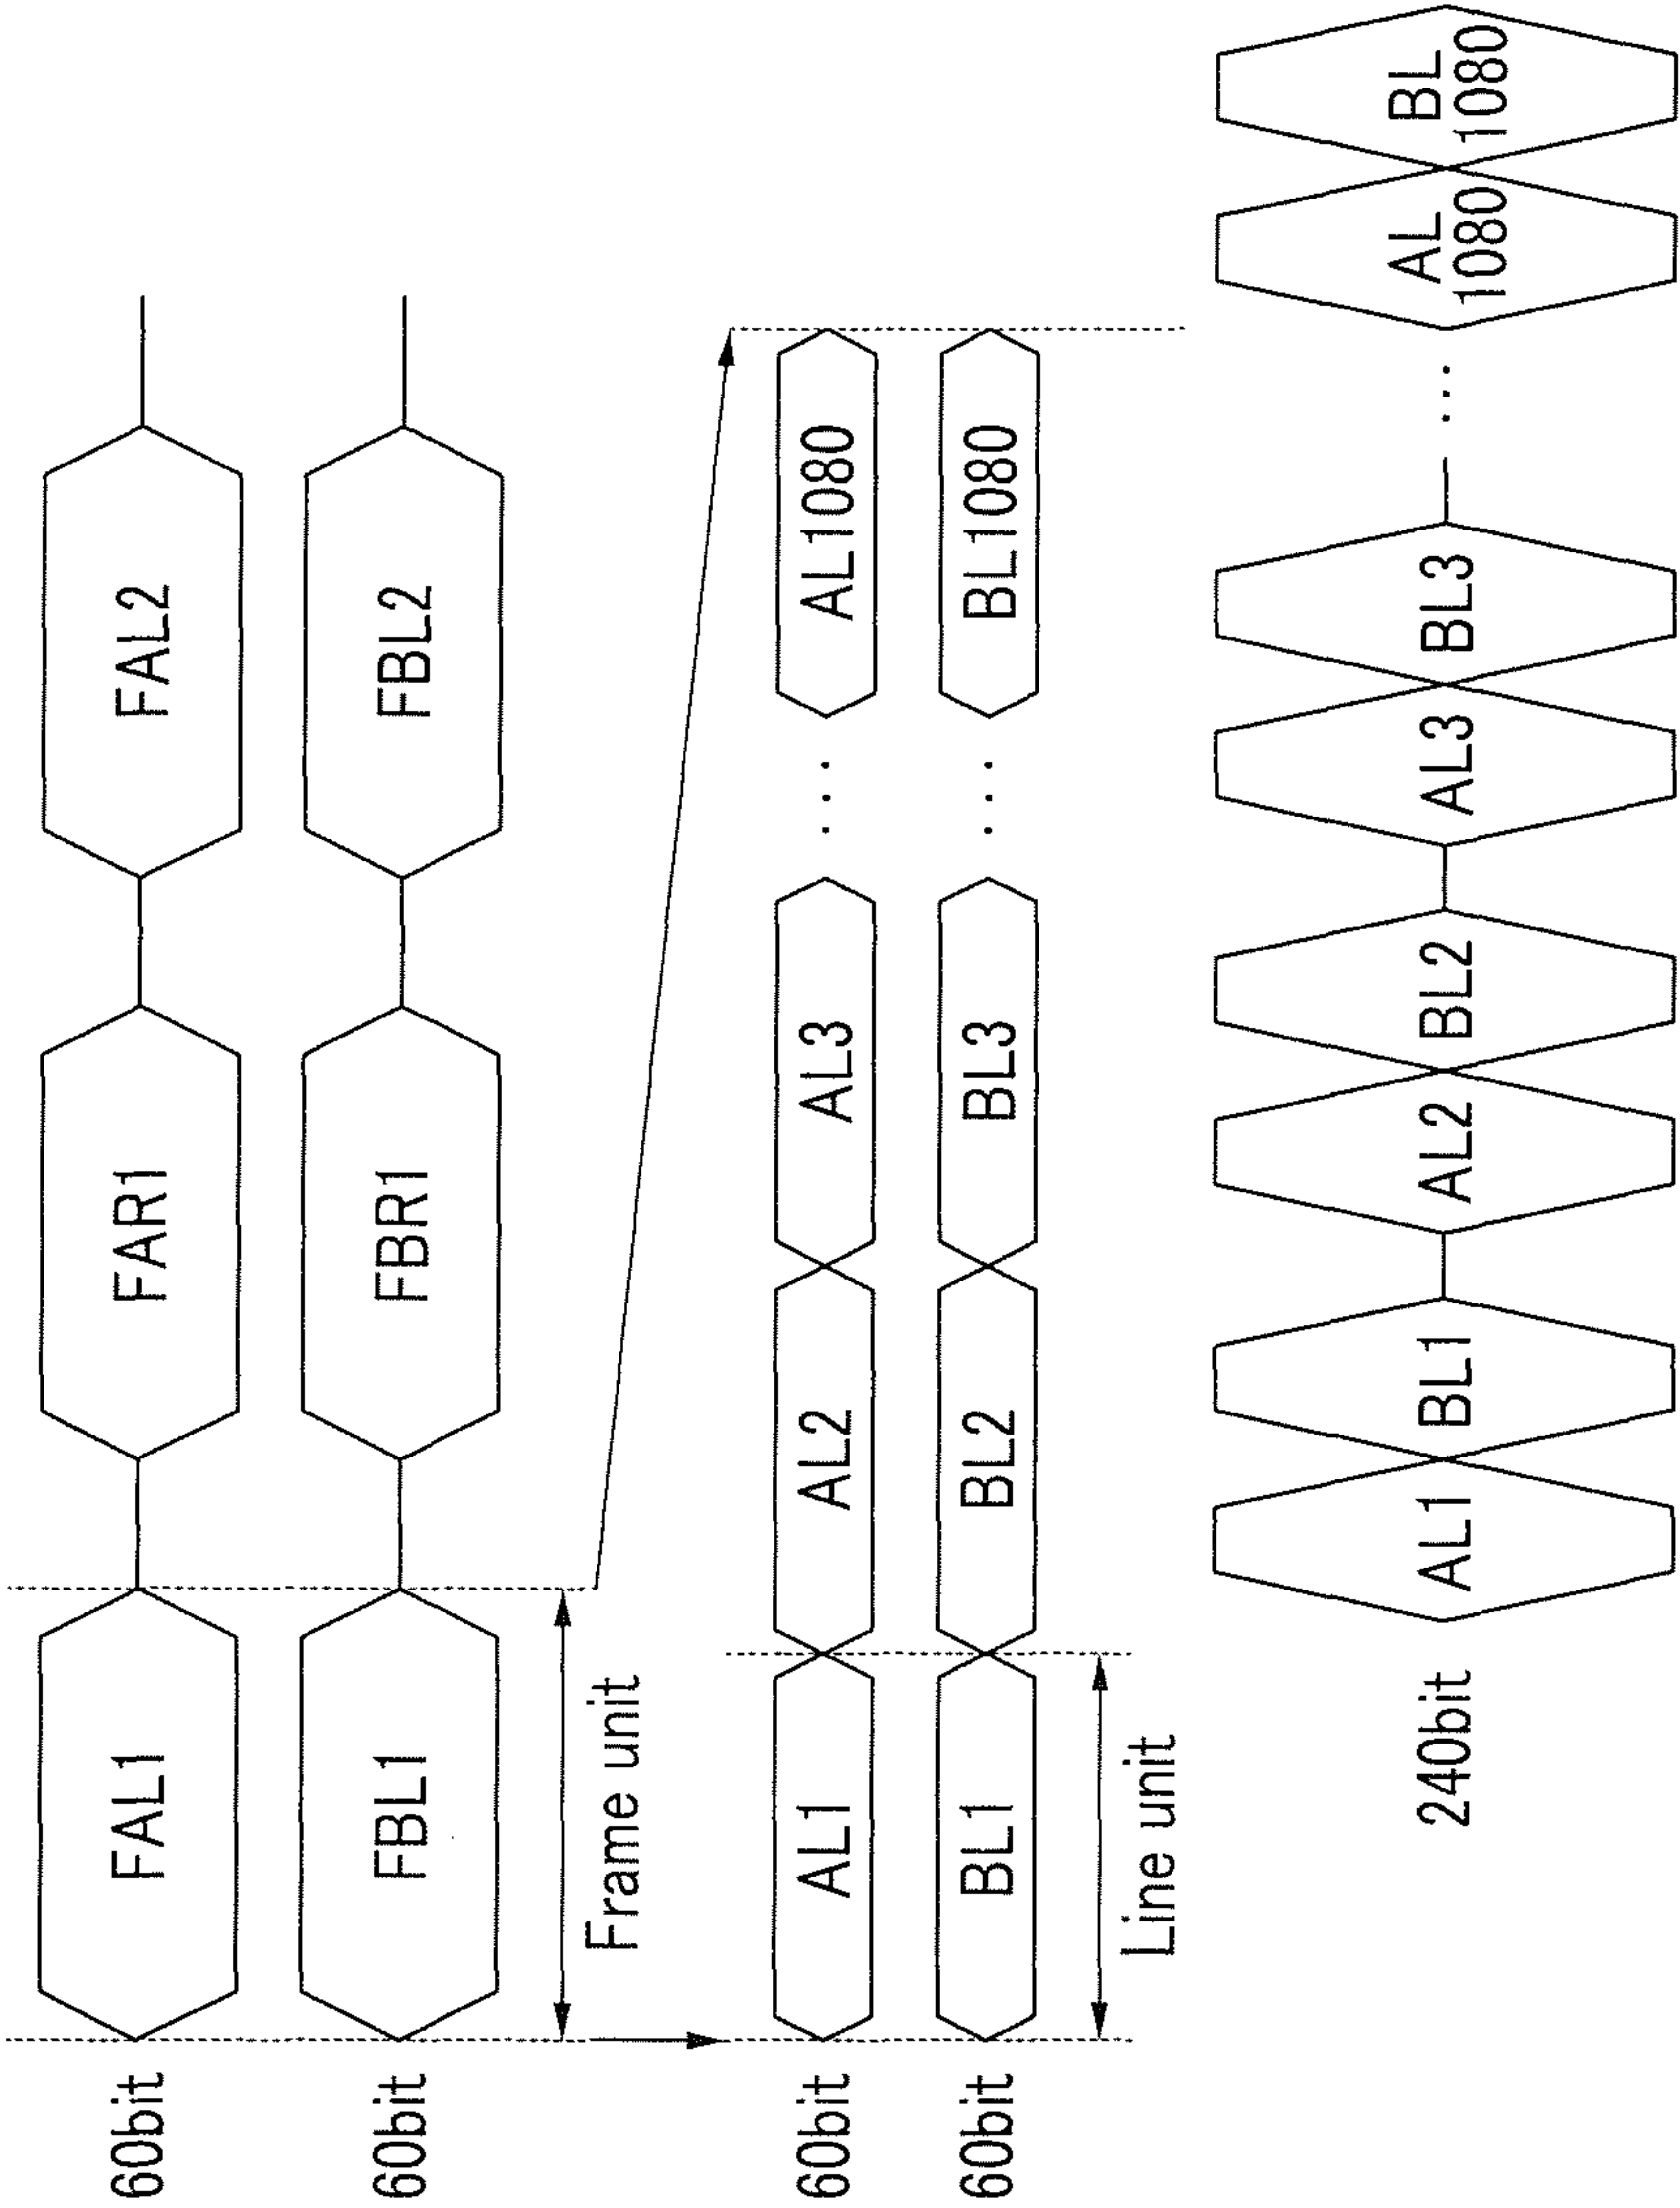 60bit FAL1 FAR1 FAL2
60bit FBL1 FBR1 FBL2
Frame unit
60bit AL1 AL2 AL3 ... AL1080
60bit BL1 BL2 BL3 ... BL1080
Line unit
240bit AL1 BL1 AL2 BL2 AL3 BL3 ... AL 1080 BL 1080